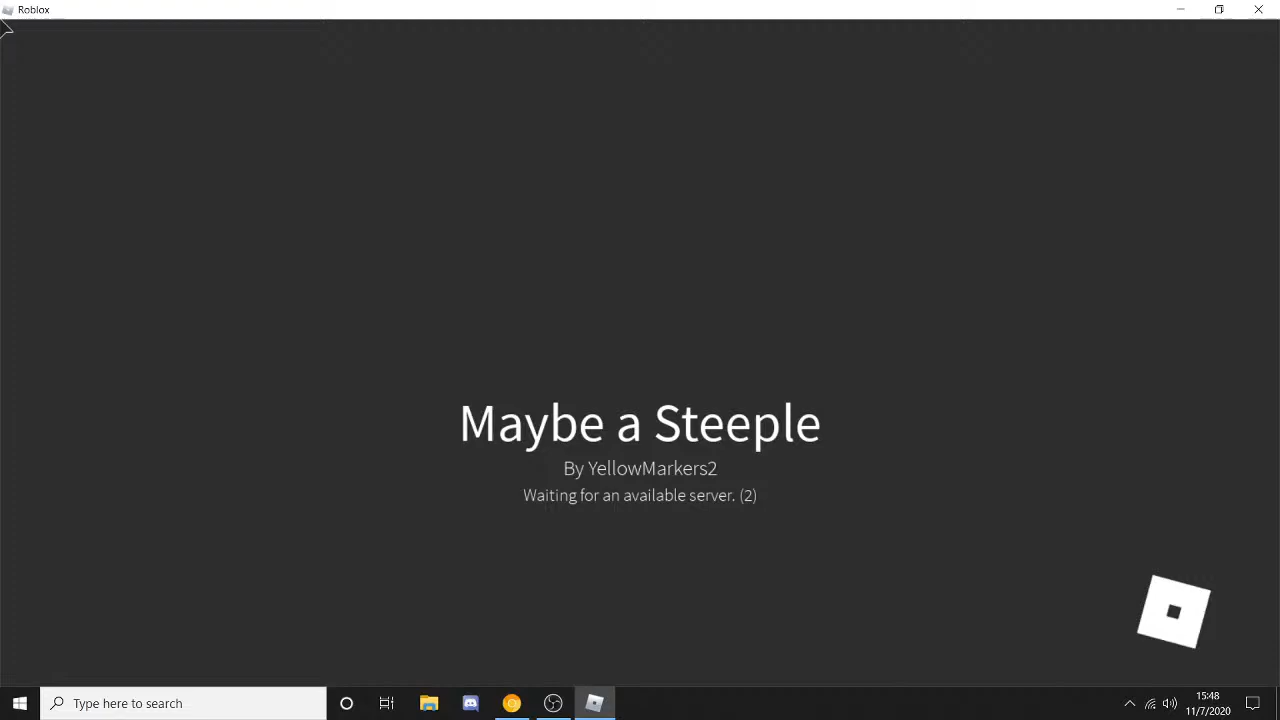 Roblox
Maybe a Steeple
By YellowMarkers2
Waiting for an available server. (2)
Type here to search
15:48
11/7/2020